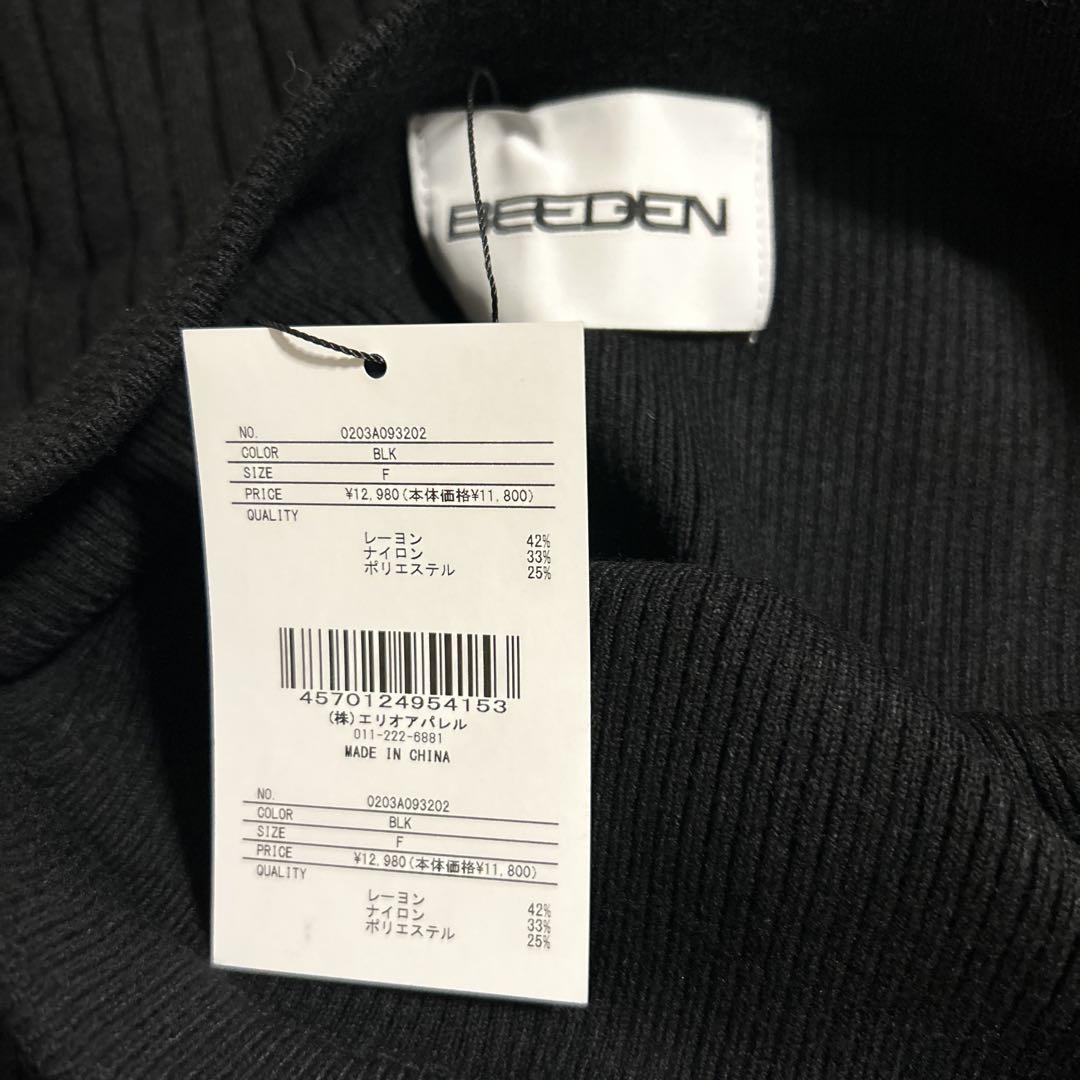 BEEDEN
NO. 0203A093202
COLOR BLK
SIZE F
PRICE ¥12,980(本体価格¥11,800)
QUALITY
レーヨン 42%
ナイロン 33%
ポリエステル 25%
4570124954153
(株)エリオアパレル
011-222-6881
MADE IN CHINA
NO. 0203A093202
COLOR BLK
SIZE F
PRICE ¥12,980(本体価格¥11,800)
QUALITY
レーヨン 42%
ナイロン 33%
ポリエステル 25%